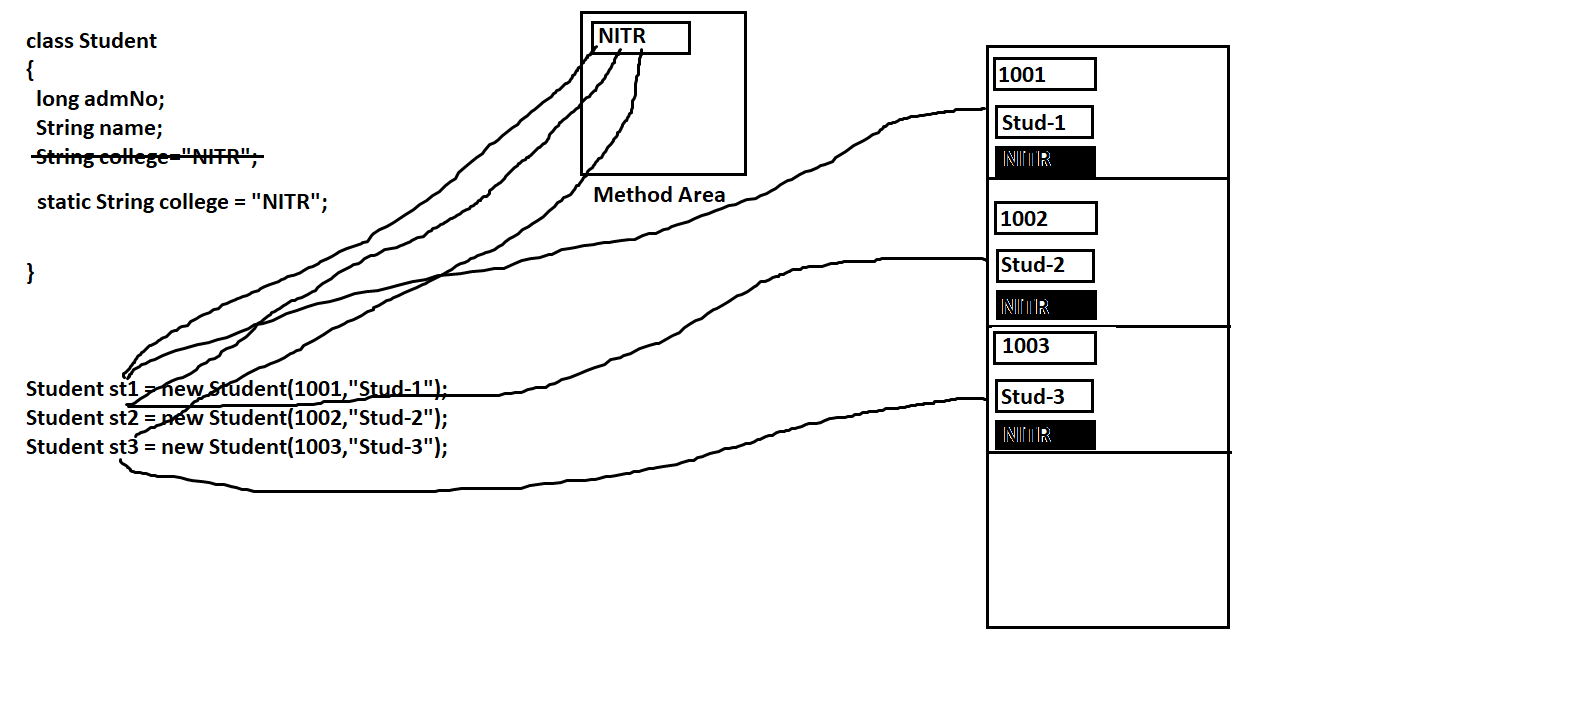 class Student
{
long admNo;
String name;
String college="NITR";
static String college = "NITR";
}
Student st1 = new Student(1001,"Stud-1");
Student st2 = new Student(1002,"Stud-2");
Student st3 = new Student(1003,"Stud-3");
NITR
Method Area
1001
Stud-1
NITR
1002
Stud-2
NITR
1003
Stud-3
NITR